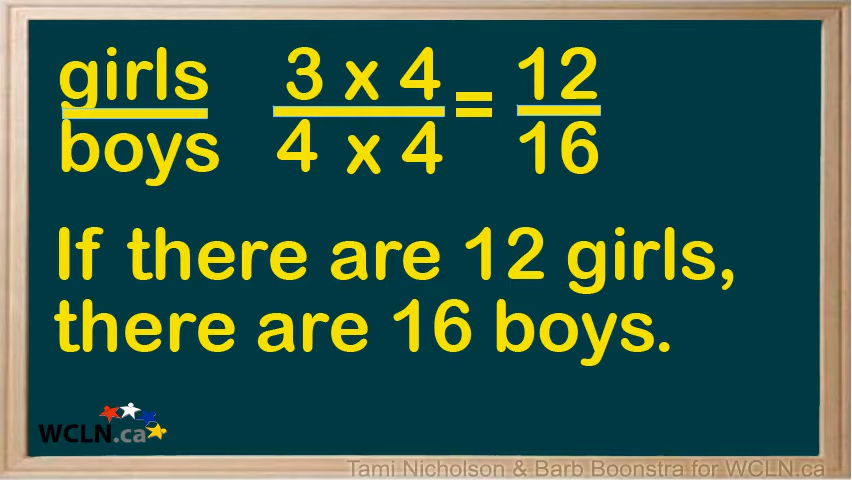 girls 3 x 4 = 12
boys 4 x 4 16
If there are 12 girls,
there are 16 boys.
WCLN.ca
Tami Nicholson & Barb Boonstra for WCLN.ca